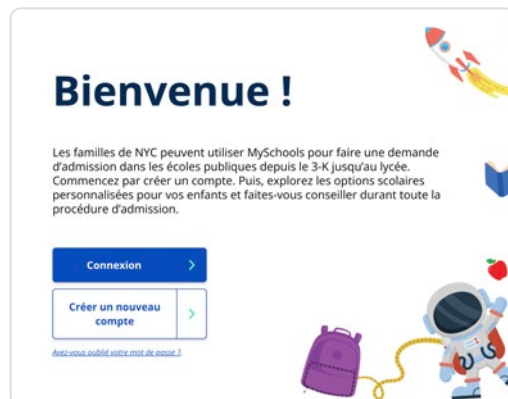 Bienvenue !
Les familles de NYC peuvent utiliser MySchools pour faire une demande
d'admission dans les écoles publiques depuis le 3-K jusqu'au lycée.
Commencez par créer un compte. Puis, explorez les options scolaires
personnalisées pour vos enfants et faites-vous conseiller durant toute la
procédure d'admission.
Connexion
Créer un nouveau
compte
Avez-vous oublié votre mot de passe ?.